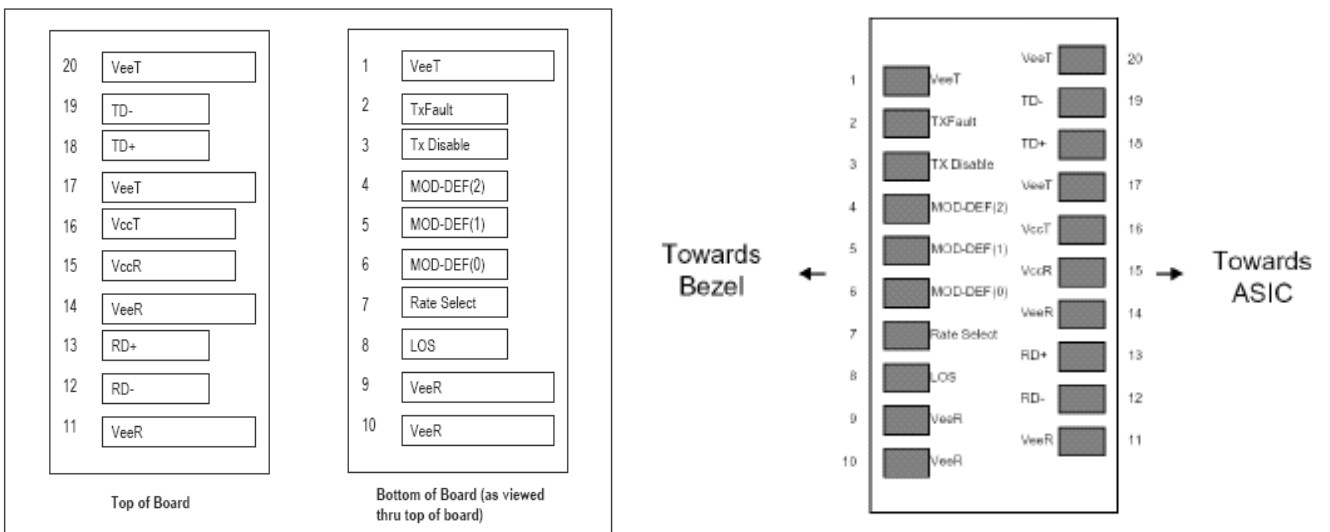 20 VeeT
19 TD-
18 TD+
17 VeeT
16 VccT
15 VccR
14 VeeR
13 RD+
12 RD-
11 VeeR
Top of Board
1 VeeT
2 TxFault
3 Tx Disable
4 MOD-DEF(2)
5 MOD-DEF(1)
6 MOD-DEF(0)
7 Rate Select
8 LOS
9 VeeR
10 VeeR
Bottom of Board (as viewed
thru top of board)
Towards
Bezel
1 VeeT
2 TXFault
3 TX Disable
4 MOD-DEF(2)
5 MOD-DEF(1)
6 MOD-DEF(0)
7 Rate Select
8 LOS
9 VeeR
10 VeeR
VeeT 20
TD- 19
TD+ 18
VeeT 17
VccT 16
VccR 15
VeeR 14
RD+ 13
RD- 12
VeeR 11
Towards
ASIC